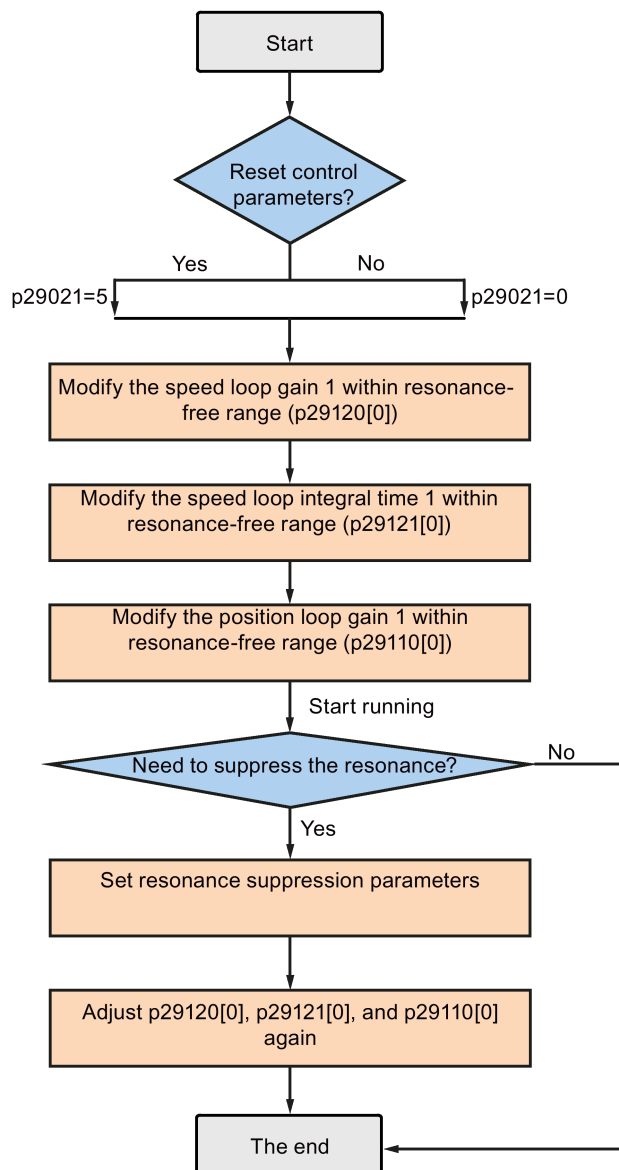 Start
Reset control
parameters?
Yes
No
p29021=5
p29021=0
Modify the speed loop gain 1 within resonance-
free range (p29120[0])
Modify the speed loop integral time 1 within
resonance-free range (p29121[0])
Modify the position loop gain 1 within
resonance-free range (p29110[0])
Start running
Need to suppress the resonance?
No
Yes
Set resonance suppression parameters
Adjust p29120[0], p29121[0], and p29110[0]
again
The end